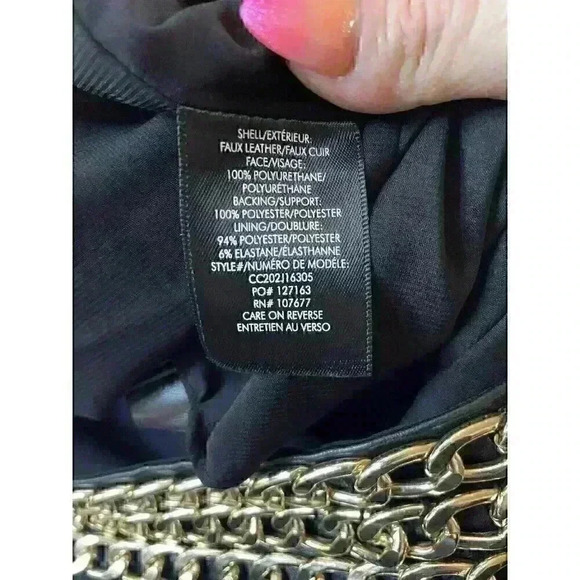 SHELL/EXTÉRIEUR:
FAUX LEATHER/FAUX CUIR
FACE/VISAGE:
100% POLYURETHANE/
POLYURÉTHANE
BACKING/SUPPORT:
100% POLYESTER/POLYESTER
LINING/DOUBLURE:
94% POLYESTER/POLYESTER
6% ELASTANE/ÉLASTHANNE
STYLE#/NUMÉRO DE MODÈLE:
CC202J16305
PO# 127163
RN# 107677
CARE ON REVERSE
ENTRETIEN AU VERSO